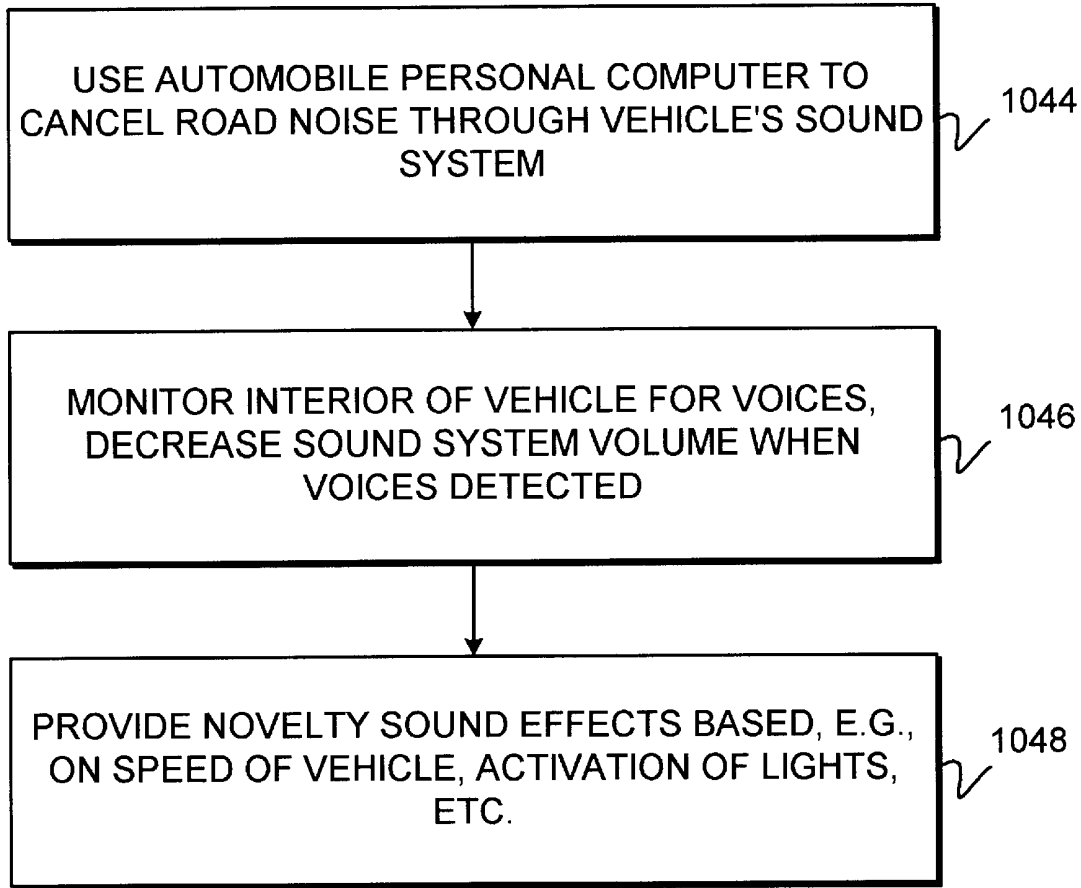 USE AUTOMOBILE PERSONAL COMPUTER TO
CANCEL ROAD NOISE THROUGH VEHICLE'S SOUND
SYSTEM
1044
MONITOR INTERIOR OF VEHICLE FOR VOICES,
DECREASE SOUND SYSTEM VOLUME WHEN
VOICES DETECTED
1046
PROVIDE NOVELTY SOUND EFFECTS BASED, E.G.,
ON SPEED OF VEHICLE, ACTIVATION OF LIGHTS,
ETC.
1048